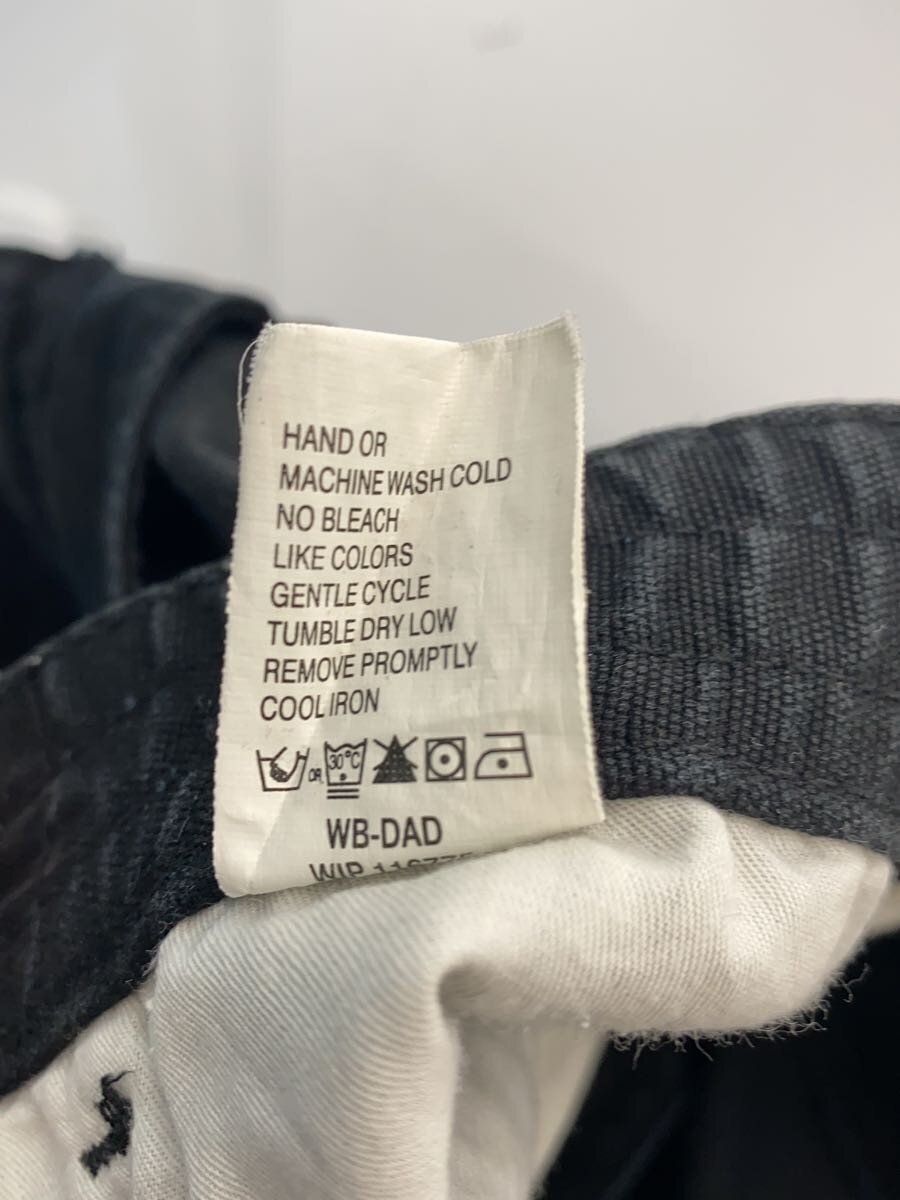 HAND OR
MACHINE WASH COLD
NO BLEACH
LIKE COLORS
GENTLE CYCLE
TUMBLE DRY LOW
REMOVE PROMPTLY
COOL IRON
OR 30°C
WB-DAD
WIP